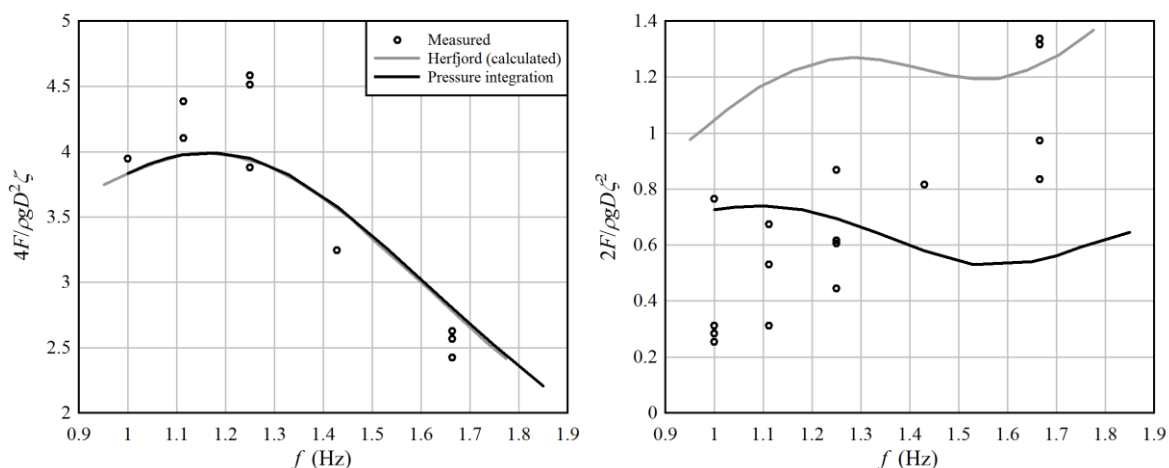 5
4.5
4
3.5
3
2.5
2
4F/ρgD²ζ
Measured
Herfjord (calculated)
Pressure integration
0.9 1 1.1 1.2 1.3 1.4 1.5 1.6 1.7 1.8 1.9
f (Hz)
1.4
1.2
1
0.8
0.6
0.4
0.2
0
2F/ρgDζ²
0.9 1 1.1 1.2 1.3 1.4 1.5 1.6 1.7 1.8 1.9
f (Hz)